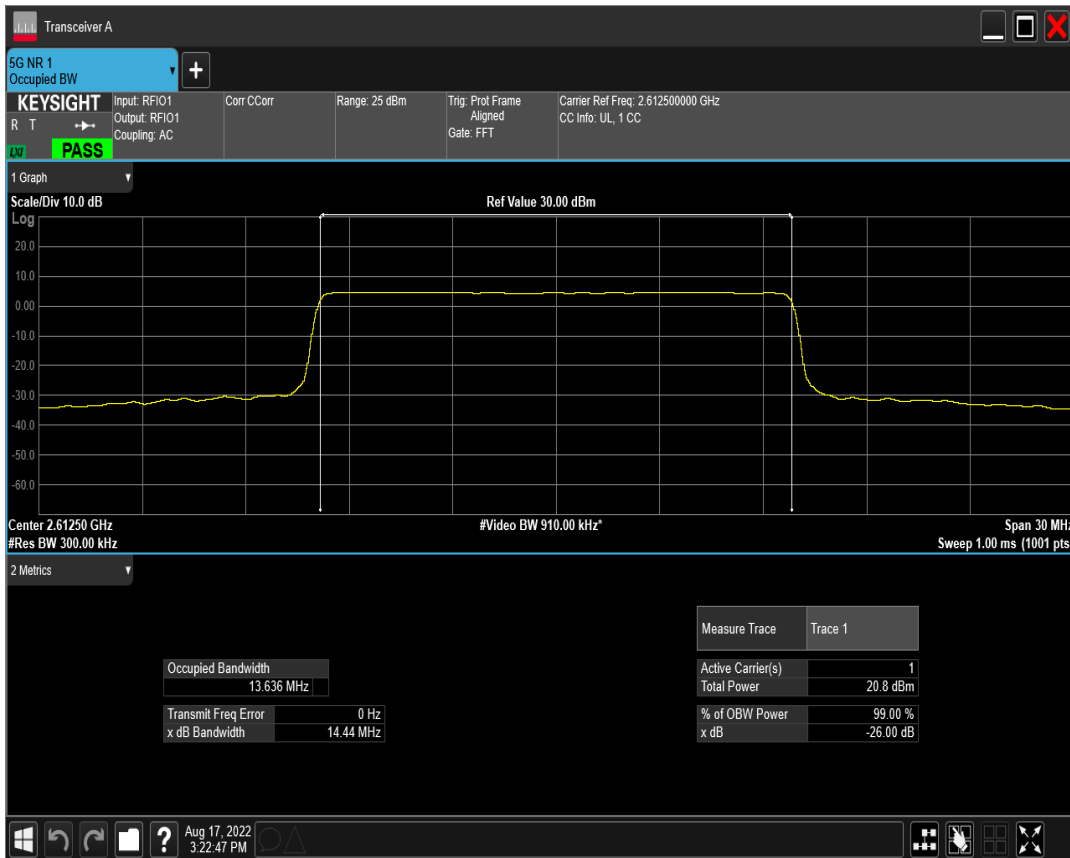 Transceiver A
5G NR 1
Occupied BW
+
KEYSIGHT
R T
LXI
PASS
Input: RFIO1
Output: RFIO1
Coupling: AC
Corr CCorr
Range: 25 dBm
Trig: Prot Frame
Aligned
Gate: FFT
Carrier Ref Freq: 2.612500000 GHz
CC Info: UL, 1 CC
1 Graph
Scale/Div 10.0 dB
Ref Value 30.00 dBm
Log
20.0
10.0
0.00
-10.0
-20.0
-30.0
-40.0
-50.0
-60.0
Center 2.61250 GHz
#Video BW 910.00 kHz*
Span 30 MHz
#Res BW 300.00 kHz
Sweep 1.00 ms (1001 pts
2 Metrics
Measure Trace Trace 1
Occupied Bandwidth
13.636 MHz
Active Carrier(s) 1
Total Power 20.8 dBm
Transmit Freq Error 0 Hz
x dB Bandwidth 14.44 MHz
% of OBW Power 99.00 %
x dB -26.00 dB
?
Aug 17, 2022
3:22:47 PM